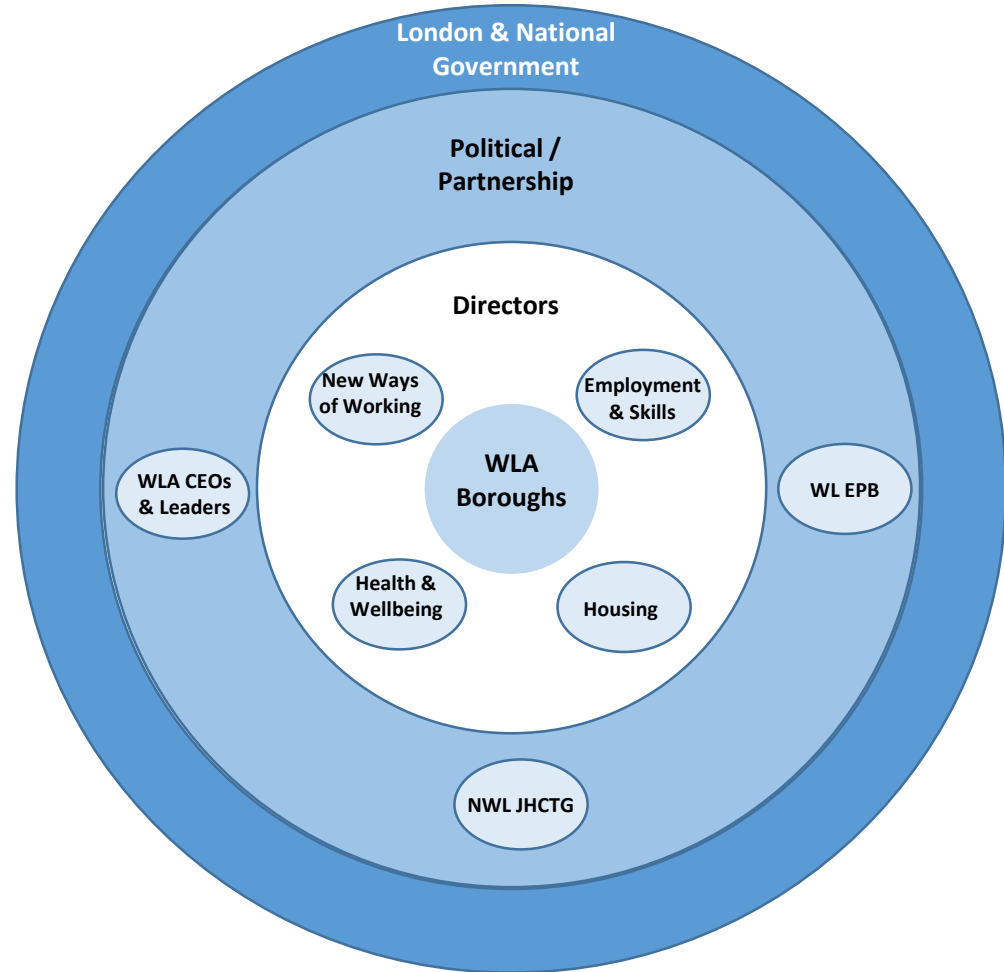 London & National
Government
Political /
Partnership
Directors
New Ways
of Working
Employment
& Skills
WLA
Boroughs
WLA CEOs
& Leaders
WL EPB
Health &
Wellbeing
Housing
NWL JHCTG